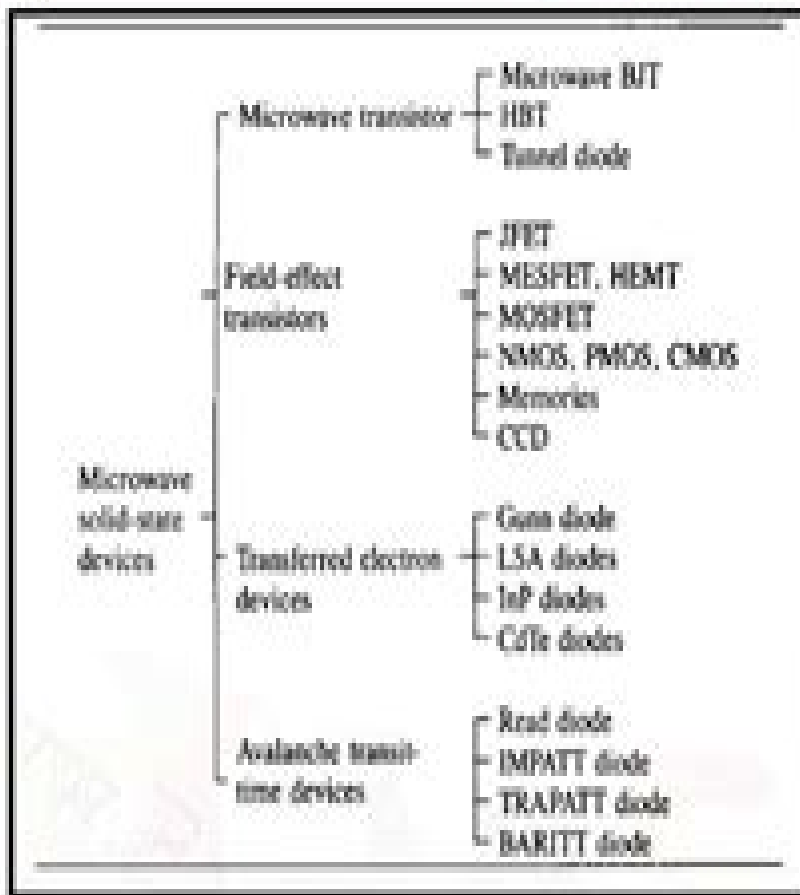 Microwave solid-state devices
Microwave transistor
Microwave BJT
HBT
Tunnel diode
Field-effect transistors
JFET
MESFET, HEMT
MOSFET
NMOS, PMOS, CMOS
Memories
CCD
Transferred electron devices
Gunn diode
LSA diodes
InP diodes
CdTe diodes
Avalanche transit-time devices
Read diode
IMPATT diode
TRAPATT diode
BARITT diode